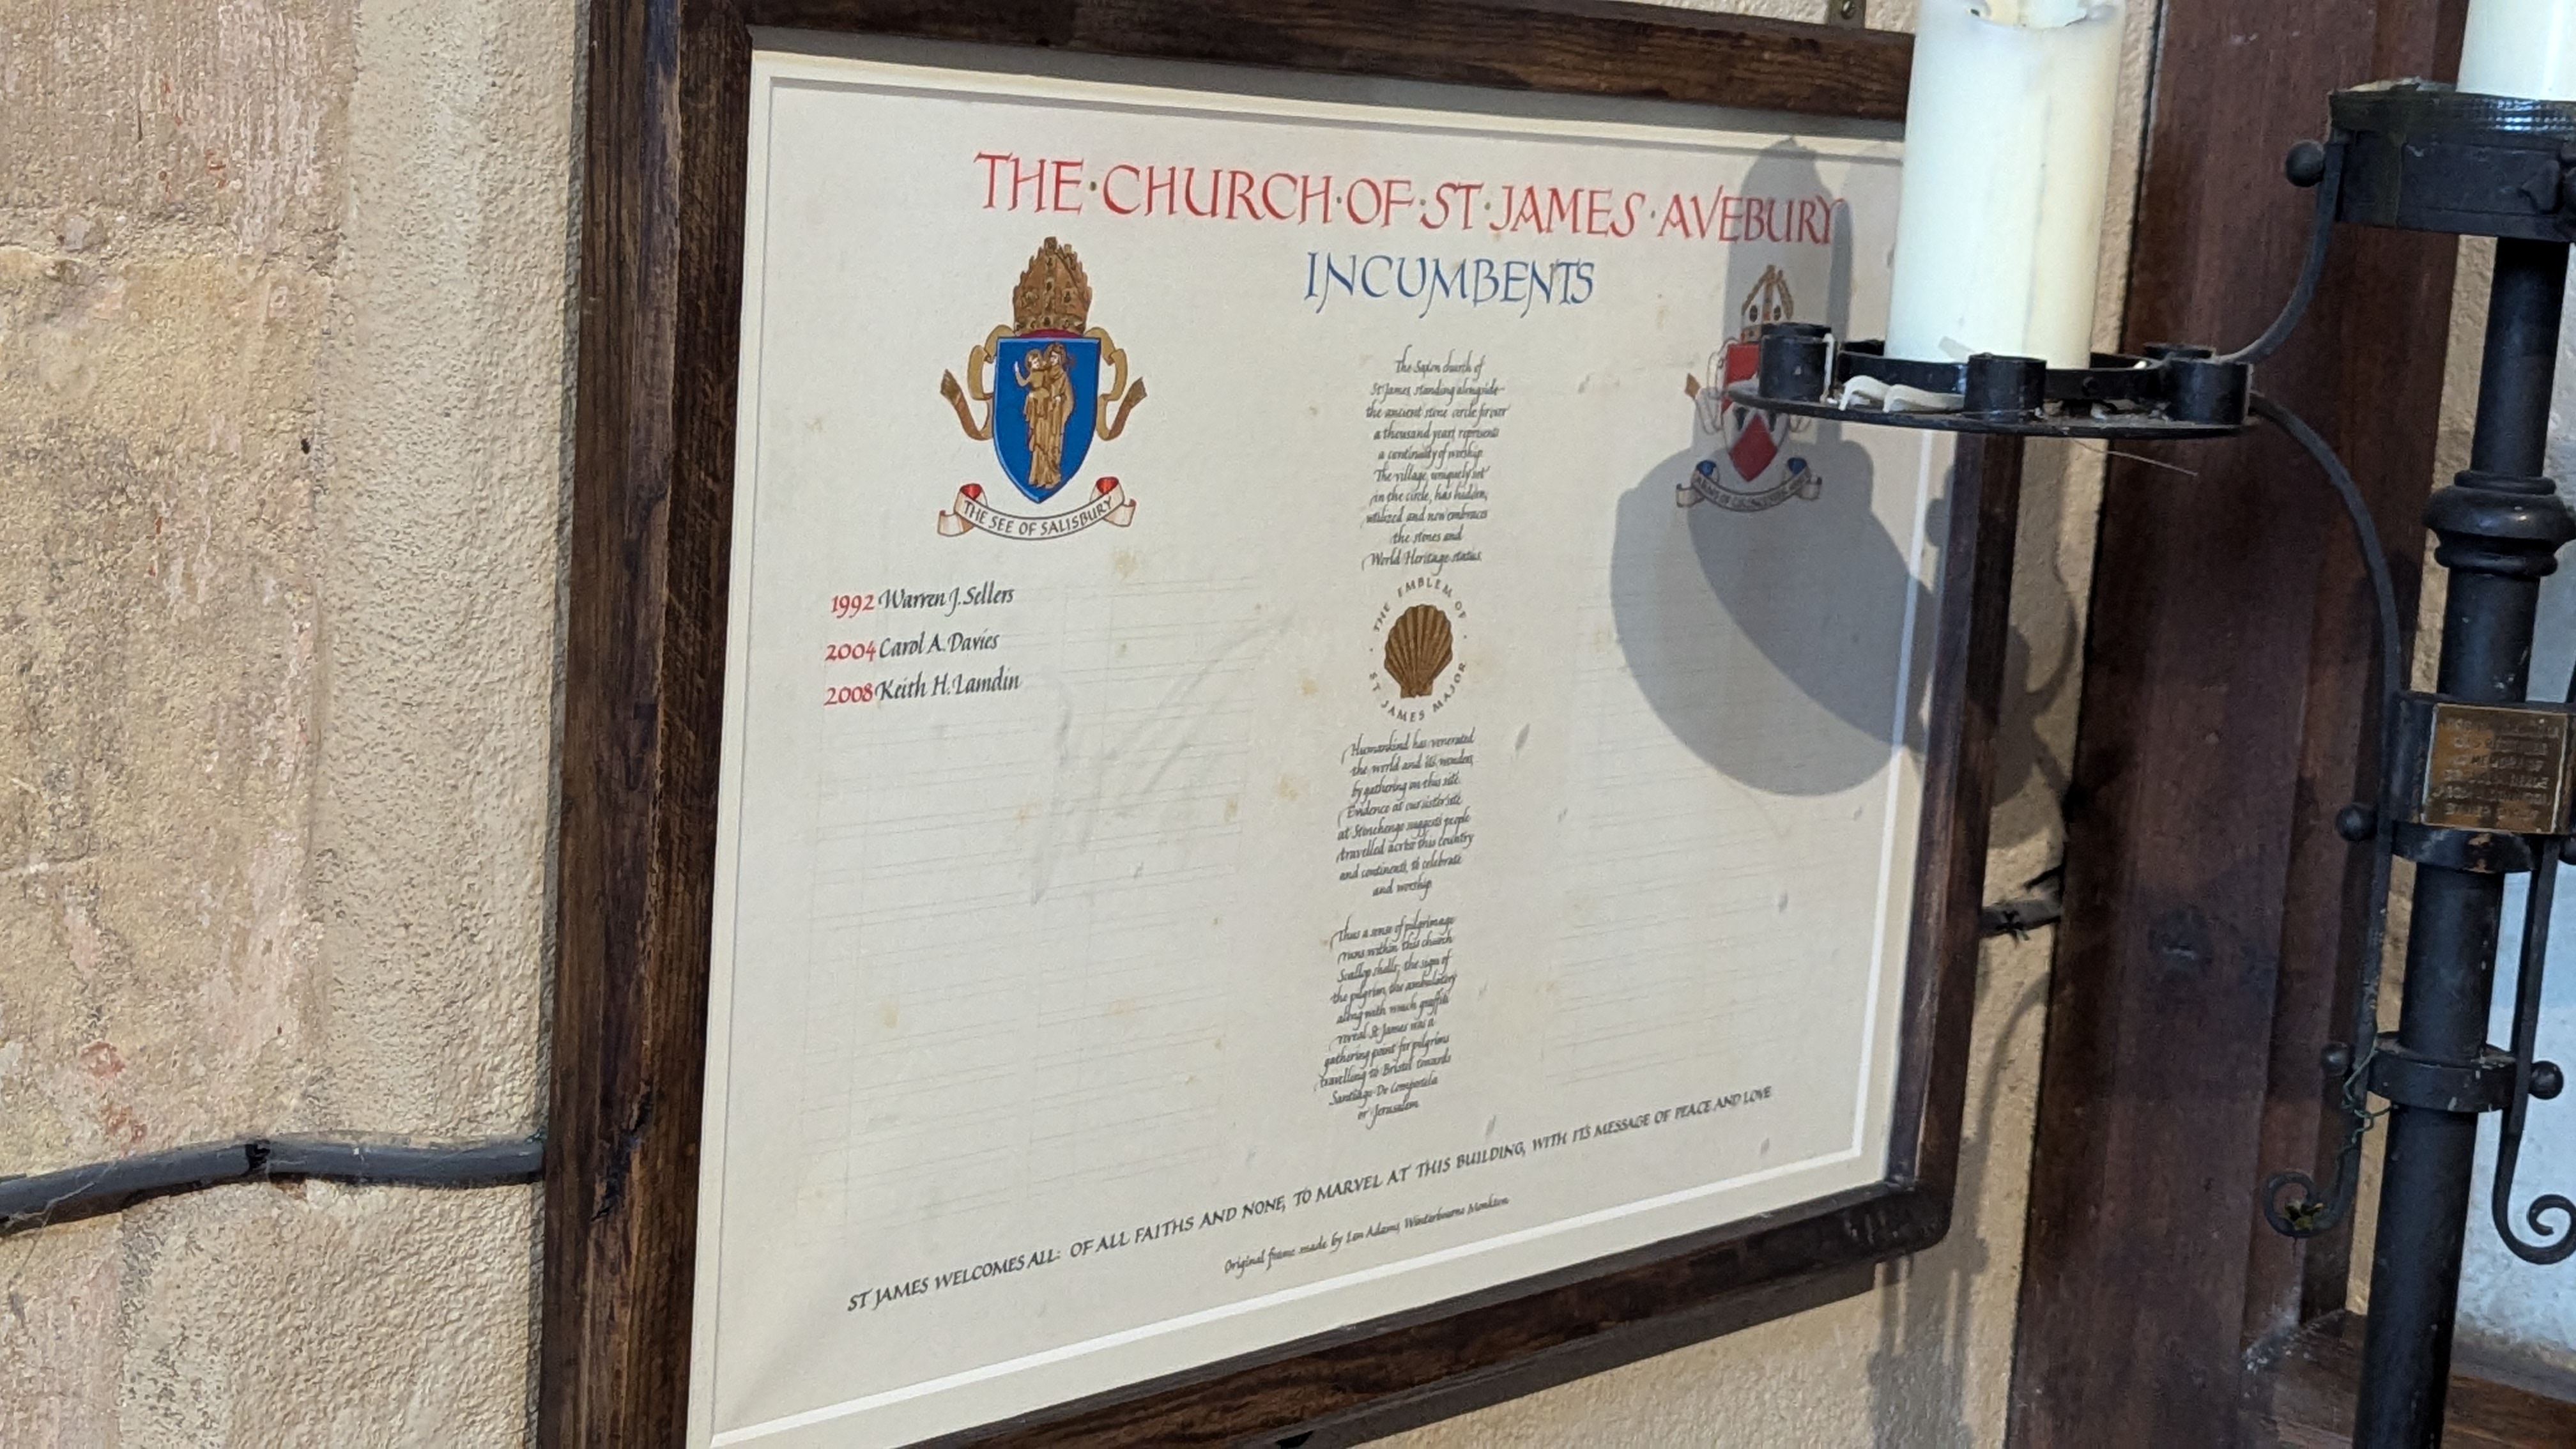 THE·CHURCH·OF·ST·JAMES·AVEBURY
INCUMBENTS
THE SEE OF SALISBURY
1992 Warren J. Sellers
2004 Carol A. Davies
2008 Keith H. Lamdin
The Saxon church of
St James, standing alongside
the ancient stone circle for over
a thousand years represents
a continuity of worship.
The village, uniquely set
in the circle, has hidden,
utilized and now embraces
the stones and
World Heritage status.
· THE EMBLEM OF ·
ST JAMES MAJOR
Humankind has venerated
the world and its wonders,
by gathering on this site.
Evidence at our sister site
at Stonehenge suggests people
travelled across this country
and continents, to celebrate
and worship.
Thus a sense of pilgrimage
runs within this church
Scallop shells; the sign of
the pilgrim, the ambulatory
along with much graffiti
reveal St James was a
gathering point for pilgrims
travelling to Bristol towards
Santiago De Compostela
or Jerusalem
ST JAMES WELCOMES ALL: OF ALL FAITHS AND NONE, TO MARVEL AT THIS BUILDING, WITH ITS MESSAGE OF PEACE AND LOVE
Original frame made by Len Adams, Winterbourne Monkton